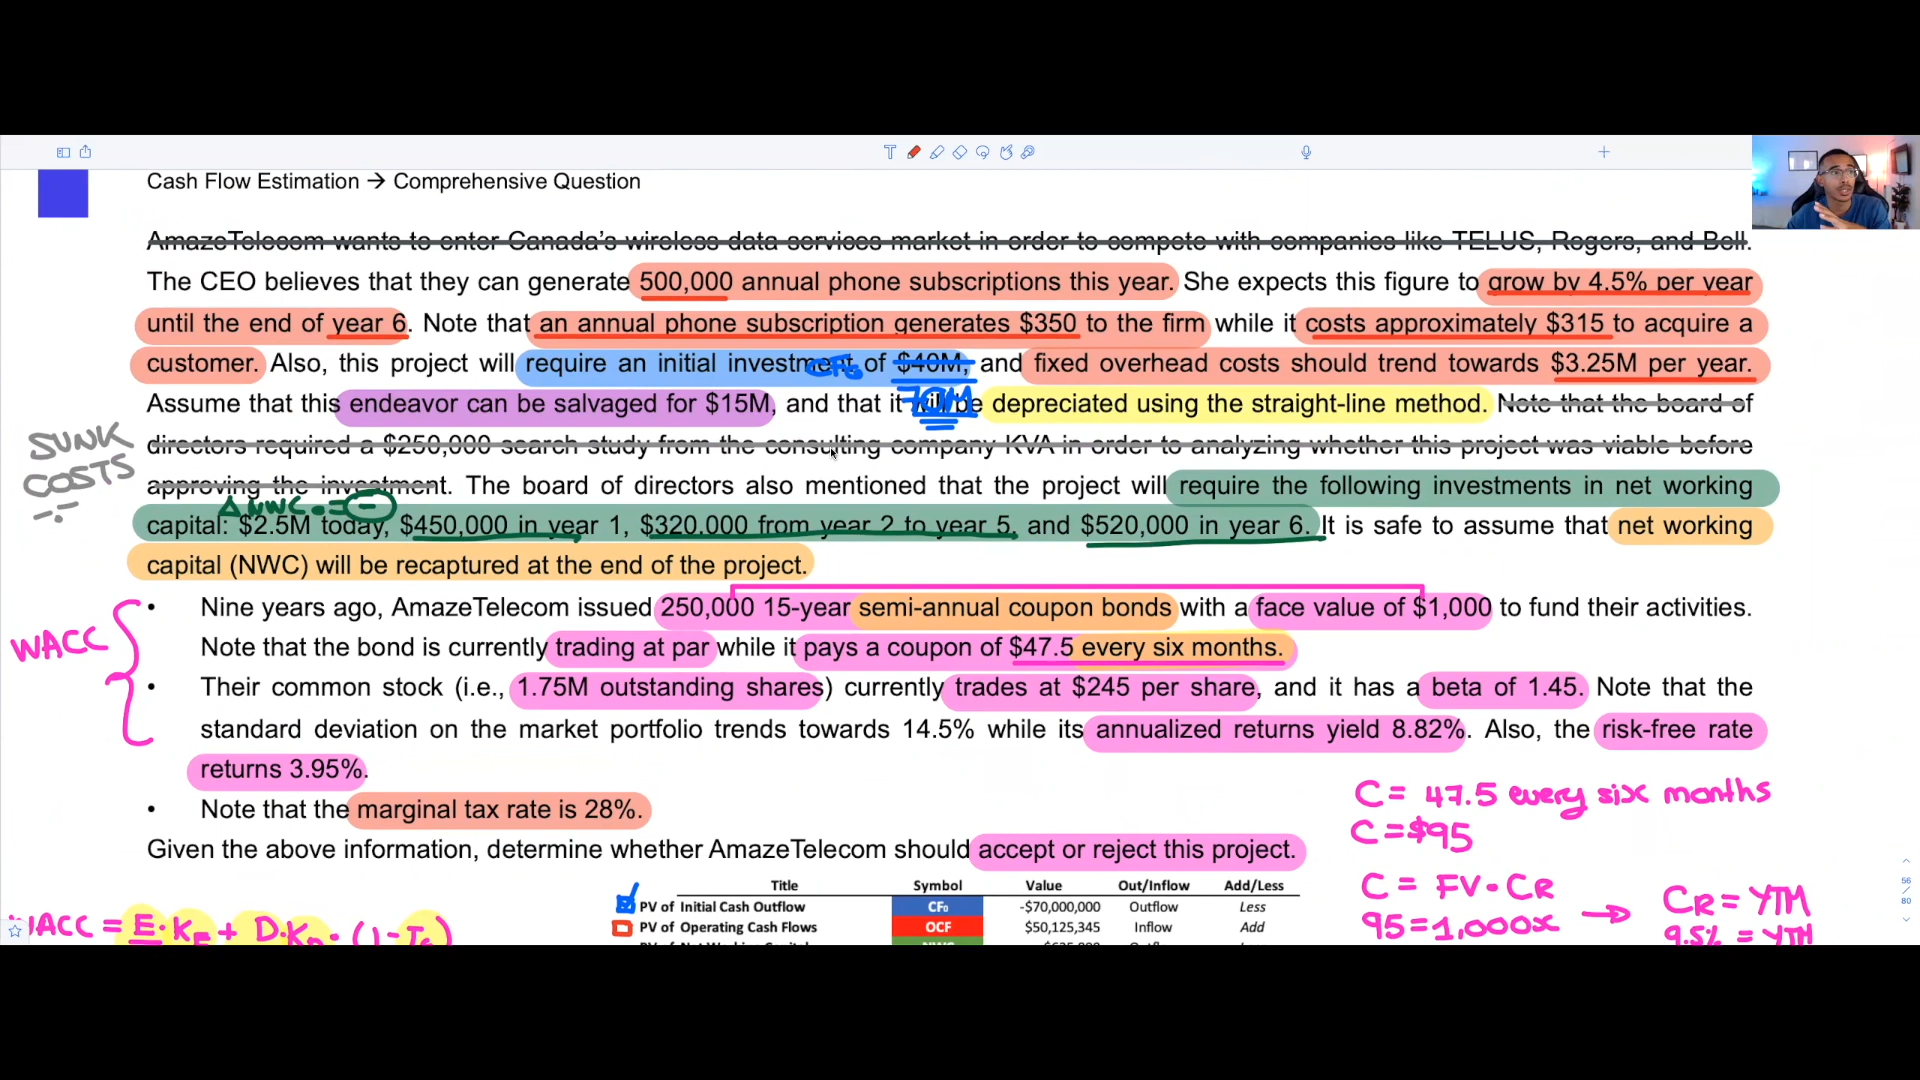 Cash Flow Estimation → Comprehensive Question
AmazeTelecom wants to enter Canada's wireless data services market in order to compete with companies like TELUS, Rogers, and Bell.
The CEO believes that they can generate 500,000 annual phone subscriptions this year. She expects this figure to grow by 4.5% per year
until the end of year 6. Note that an annual phone subscription generates $350 to the firm while it costs approximately $315 to acquire a
customer. Also, this project will require an initial investment of $40M, and fixed overhead costs should trend towards $3.25M per year.
CF₀
70M
Assume that this endeavor can be salvaged for $15M, and that it will be depreciated using the straight-line method. Note that the board of
directors required a $250,000 search study from the consulting company KVA in order to analyzing whether this project was viable before
SUNK
COSTS
approving the investment. The board of directors also mentioned that the project will require the following investments in net working
Δ NWC₀ = -
capital: $2.5M today, $450,000 in year 1, $320,000 from year 2 to year 5, and $520,000 in year 6. It is safe to assume that net working
capital (NWC) will be recaptured at the end of the project.
WACC
• Nine years ago, AmazeTelecom issued 250,000 15-year semi-annual coupon bonds with a face value of $1,000 to fund their activities.
Note that the bond is currently trading at par while it pays a coupon of $47.5 every six months.
• Their common stock (i.e., 1.75M outstanding shares) currently trades at $245 per share, and it has a beta of 1.45. Note that the
standard deviation on the market portfolio trends towards 14.5% while its annualized returns yield 8.82%. Also, the risk-free rate
returns 3.95%.
• Note that the marginal tax rate is 28%.
Given the above information, determine whether AmazeTelecom should accept or reject this project.
C = 47.5 every six months
C = $95
C = FV · CR
95 = 1,000x
→ CR = YTM
9.5% = YTM
Title Symbol Value Out/Inflow Add/Less
PV of Initial Cash Outflow CF₀ -$70,000,000 Outflow Less
PV of Operating Cash Flows OCF $50,125,345 Inflow Add
WACC = E · KE + D · KD · (1-Tc)
56
/
80